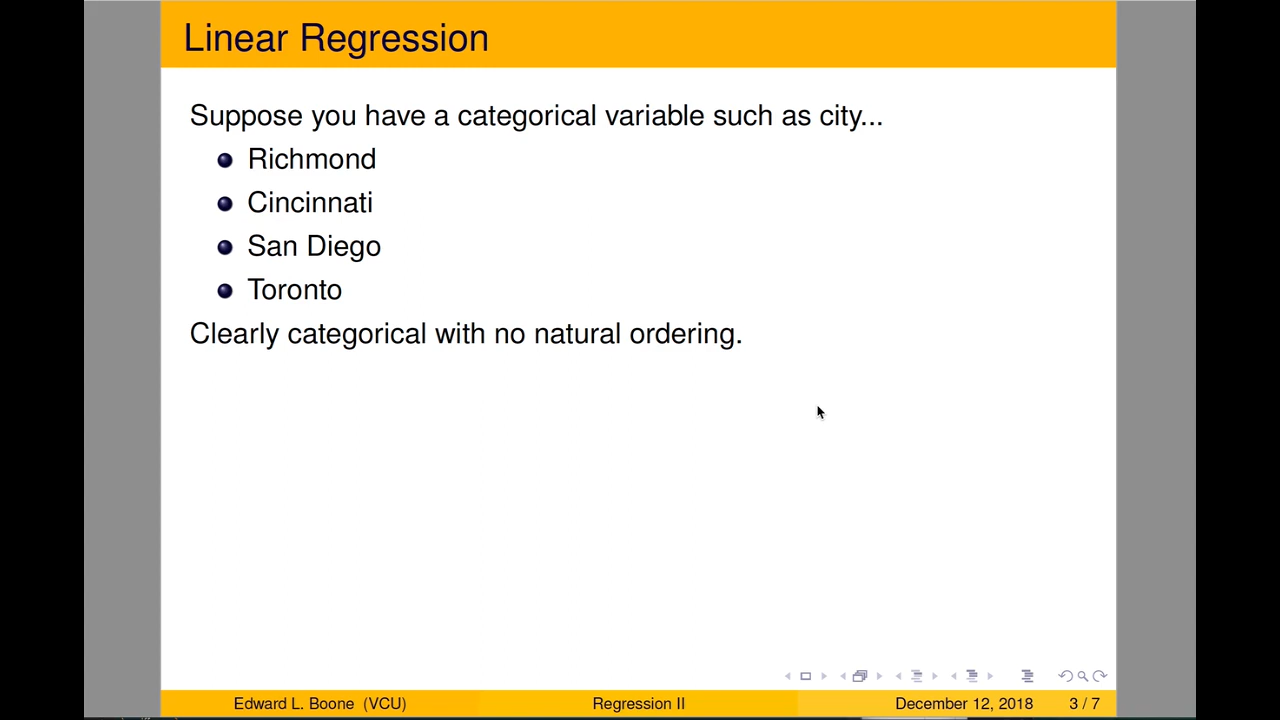 Linear Regression
Suppose you have a categorical variable such as city...
Richmond
Cincinnati
San Diego
Toronto
Clearly categorical with no natural ordering.
Edward L. Boone (VCU) Regression II December 12, 2018 3 / 7